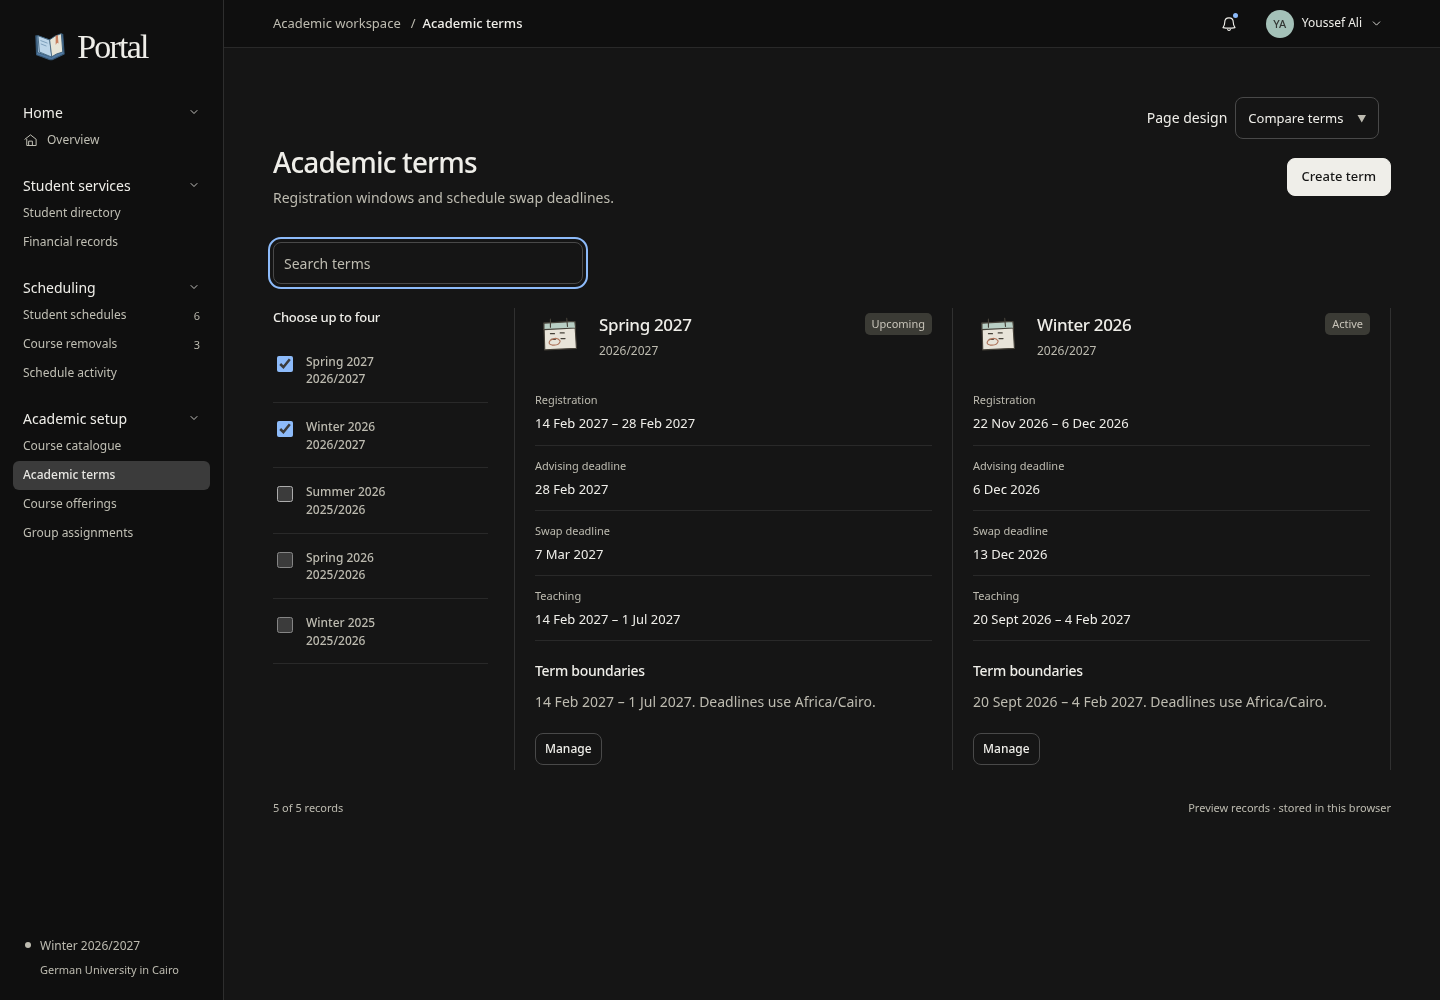 Portal
Home
Overview
Student services
Student directory
Financial records
Scheduling
Student schedules 6
Course removals 3
Schedule activity
Academic setup
Course catalogue
Academic terms
Course offerings
Group assignments
Winter 2026/2027
German University in Cairo
Academic workspace / Academic terms
YA Youssef Ali
Page design Compare terms
Academic terms
Registration windows and schedule swap deadlines.
Create term
Search terms
Choose up to four
Spring 2027
2026/2027
Winter 2026
2026/2027
Summer 2026
2025/2026
Spring 2026
2025/2026
Winter 2025
2025/2026
Spring 2027 Upcoming
2026/2027
Registration
14 Feb 2027 – 28 Feb 2027
Advising deadline
28 Feb 2027
Swap deadline
7 Mar 2027
Teaching
14 Feb 2027 – 1 Jul 2027
Term boundaries
14 Feb 2027 – 1 Jul 2027. Deadlines use Africa/Cairo.
Manage
Winter 2026 Active
2026/2027
Registration
22 Nov 2026 – 6 Dec 2026
Advising deadline
6 Dec 2026
Swap deadline
13 Dec 2026
Teaching
20 Sept 2026 – 4 Feb 2027
Term boundaries
20 Sept 2026 – 4 Feb 2027. Deadlines use Africa/Cairo.
Manage
5 of 5 records
Preview records · stored in this browser